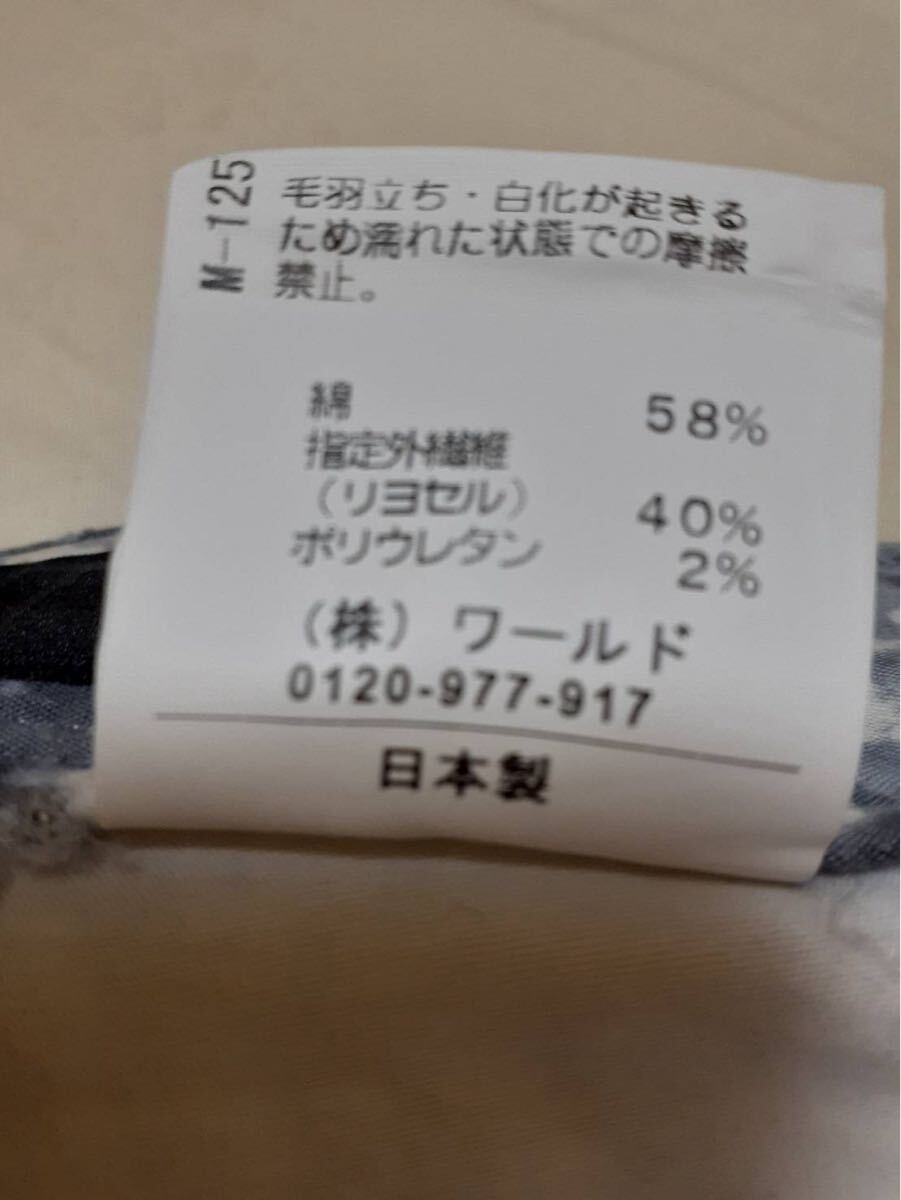 M-125
毛羽立ち・白化が起きる
ため濡れた状態での摩擦
禁止。
綿 58%
指定外繊維
（リヨセル） 40%
ポリウレタン 2%
（株）ワールド
0120-977-917
日本製